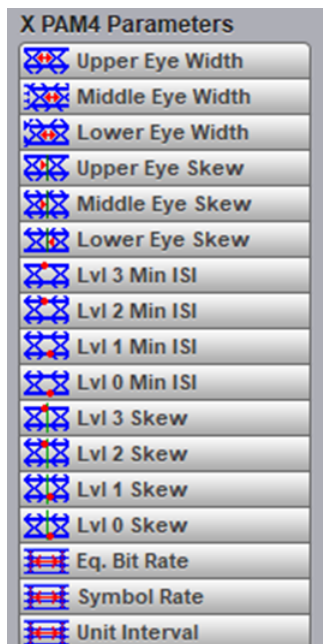 X PAM4 Parameters
Upper Eye Width
Middle Eye Width
Lower Eye Width
Upper Eye Skew
Middle Eye Skew
Lower Eye Skew
Lvl 3 Min ISI
Lvl 2 Min ISI
Lvl 1 Min ISI
Lvl 0 Min ISI
Lvl 3 Skew
Lvl 2 Skew
Lvl 1 Skew
Lvl 0 Skew
Eq. Bit Rate
Symbol Rate
Unit Interval